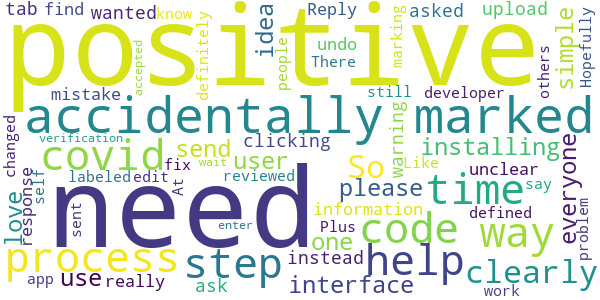 tab find wanted know idea Reply asked upload simple Hopefully
positive
mistake accepted definitely people undo There marking still developer others
accidentally marked
changed verification covid send clicking user warning installing everyone
labeled edit fix wait reviewed At please Like unclear say
love response self need So time way
information defined problem
sent process step one Plus code help clearly
app use really ask enter instead interface work